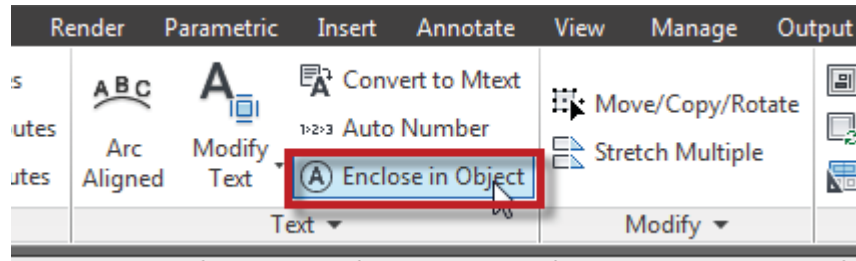 Render Parametric Insert Annotate View Manage Output
Arc
Aligned
Modify
Text
Convert to Mtext
Auto Number
Enclose in Object
Text
Move/Copy/Rotate
Stretch Multiple
Modify